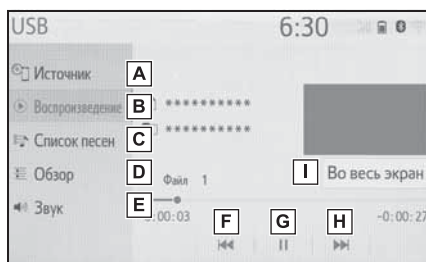 USB 6:30
Источник A
Воспроизведение B **********
Список песен C **********
Обзор D Файл 1 I Во весь экран
Звук E
0:00:03 F G H -0:00:27